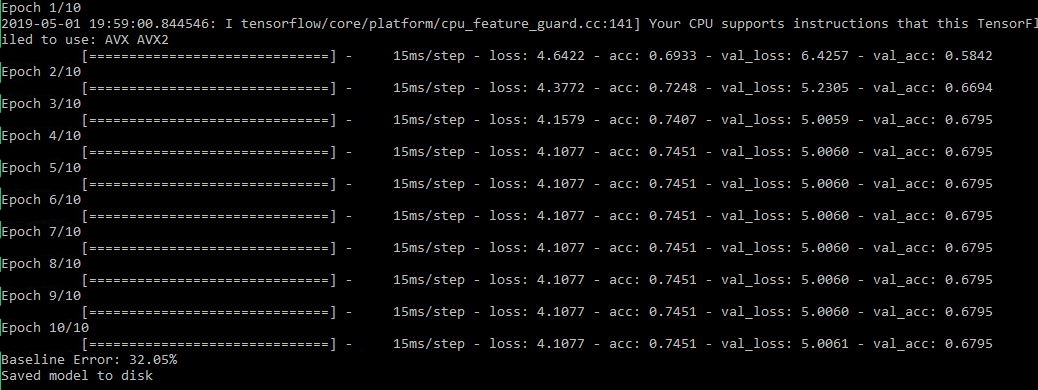 Epoch 1/10
2019-05-01 19:59:00.844546: I tensorflow/core/platform/cpu_feature_guard.cc:141] Your CPU supports instructions that this TensorFl
iled to use: AVX AVX2
[==============================] - 15ms/step - loss: 4.6422 - acc: 0.6933 - val_loss: 6.4257 - val_acc: 0.5842
Epoch 2/10
[==============================] - 15ms/step - loss: 4.3772 - acc: 0.7248 - val_loss: 5.2305 - val_acc: 0.6694
Epoch 3/10
[==============================] - 15ms/step - loss: 4.1579 - acc: 0.7407 - val_loss: 5.0059 - val_acc: 0.6795
Epoch 4/10
[==============================] - 15ms/step - loss: 4.1077 - acc: 0.7451 - val_loss: 5.0060 - val_acc: 0.6795
Epoch 5/10
[==============================] - 15ms/step - loss: 4.1077 - acc: 0.7451 - val_loss: 5.0060 - val_acc: 0.6795
Epoch 6/10
[==============================] - 15ms/step - loss: 4.1077 - acc: 0.7451 - val_loss: 5.0060 - val_acc: 0.6795
Epoch 7/10
[==============================] - 15ms/step - loss: 4.1077 - acc: 0.7451 - val_loss: 5.0060 - val_acc: 0.6795
Epoch 8/10
[==============================] - 15ms/step - loss: 4.1077 - acc: 0.7451 - val_loss: 5.0060 - val_acc: 0.6795
Epoch 9/10
[==============================] - 15ms/step - loss: 4.1077 - acc: 0.7451 - val_loss: 5.0060 - val_acc: 0.6795
Epoch 10/10
[==============================] - 15ms/step - loss: 4.1077 - acc: 0.7451 - val_loss: 5.0061 - val_acc: 0.6795
Baseline Error: 32.05%
Saved model to disk